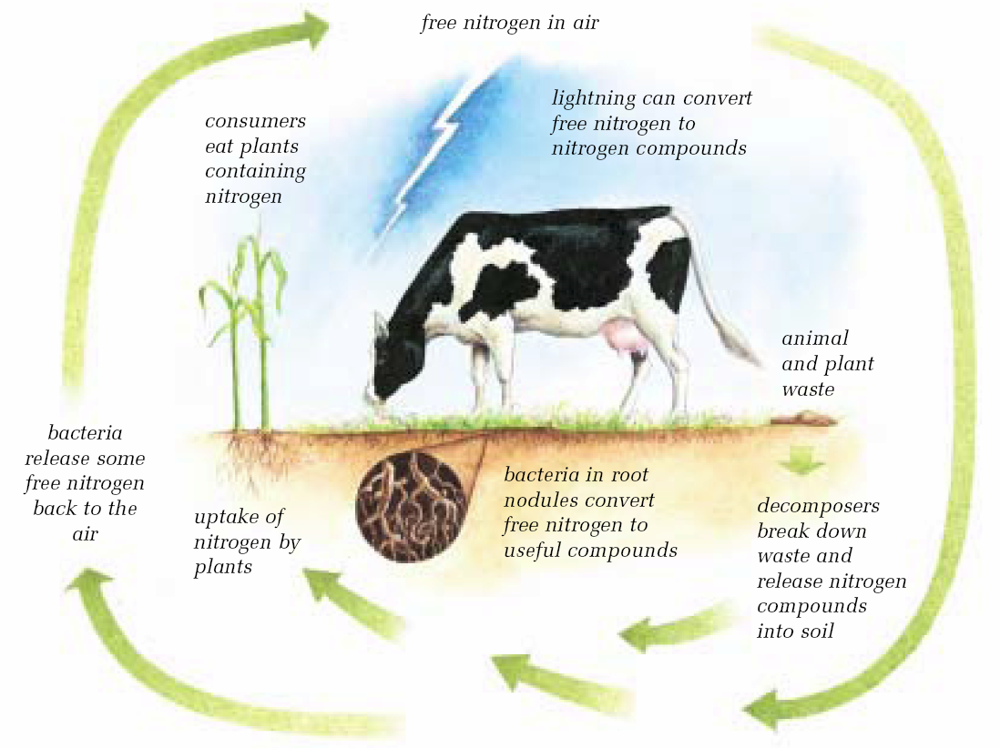 free nitrogen in air
lightning can convert
free nitrogen to
nitrogen compounds
consumers
eat plants
containing
nitrogen
animal
and plant
waste
bacteria
release some
free nitrogen
back to the
air
uptake of
nitrogen by
plants
bacteria in root
nodules convert
free nitrogen to
useful compounds
decomposers
break down
waste and
release nitrogen
compounds
into soil